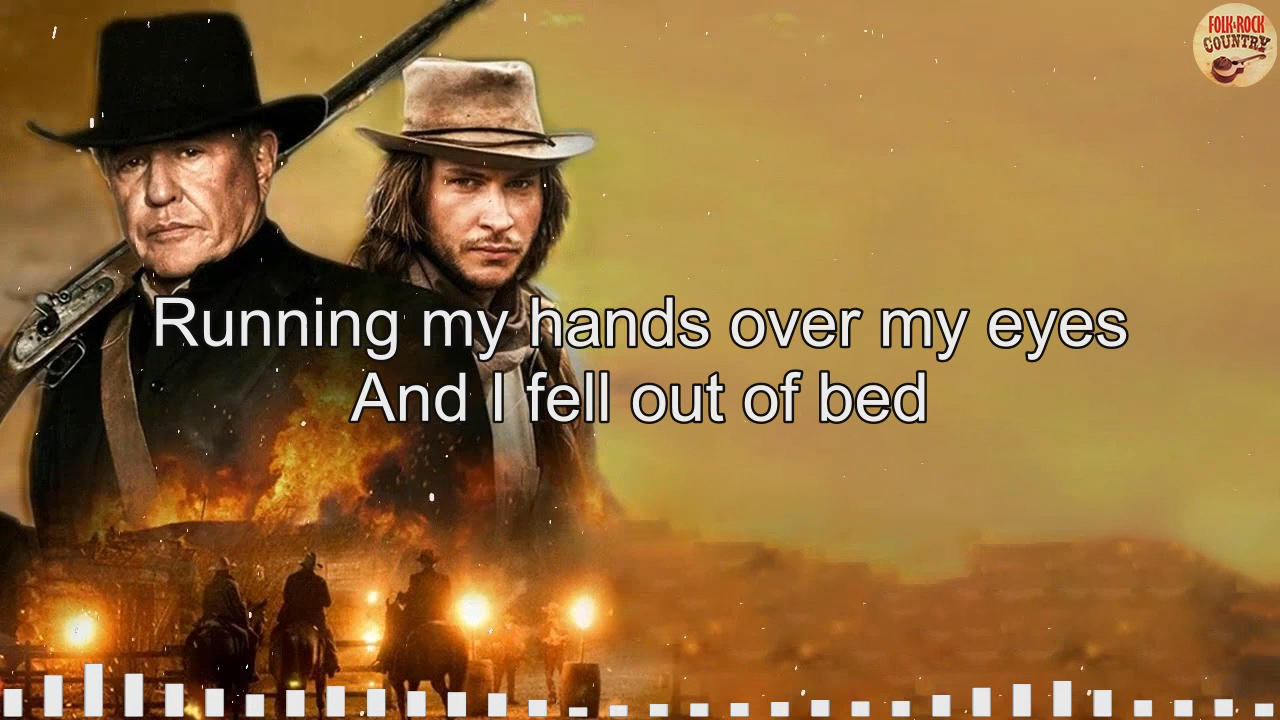 FOLK ROCK
COUNTRY
Running my hands over my eyes
And I fell out of bed